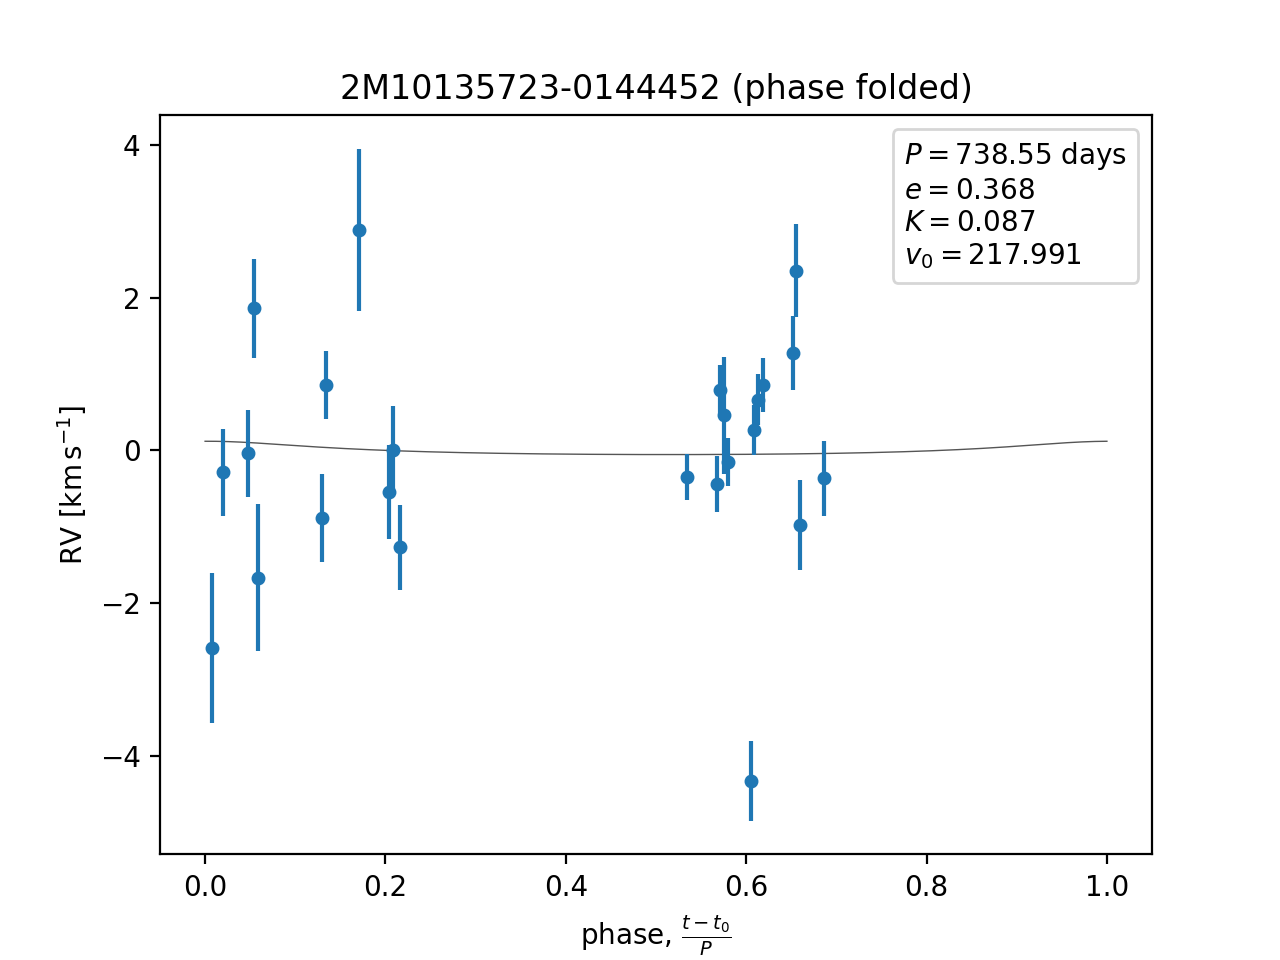 2M10135723-0144452 (phase folded)
P = 738.55 days
e = 0.368
K = 0.087
v₀ = 217.991
4
2
0
−2
−4
RV [km s⁻¹]
0.0 0.2 0.4 0.6 0.8 1.0
phase, (t − t₀)/P